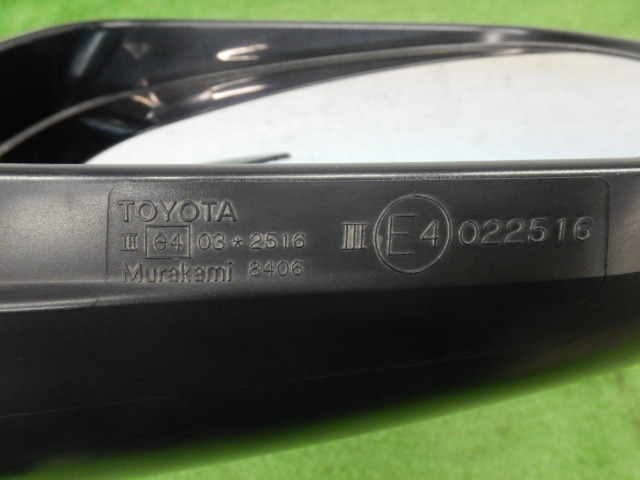 TOYOTA
III e4 03*2516
Murakami 8406
III E4 022516